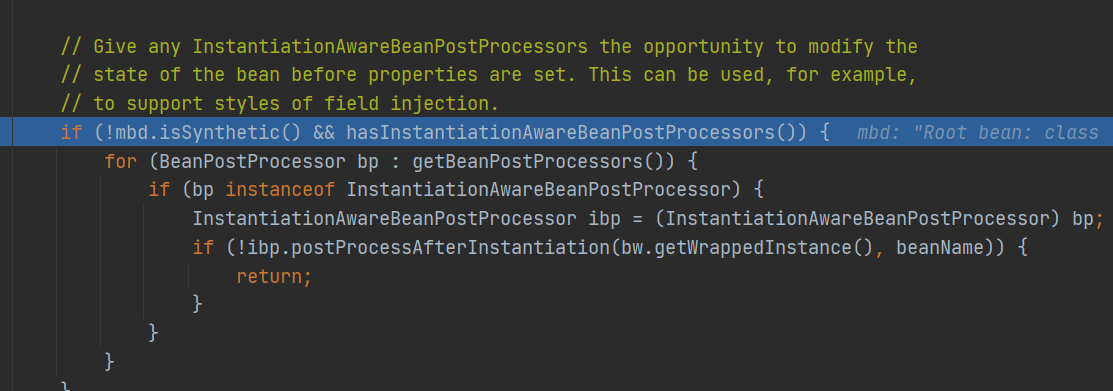 // Give any InstantiationAwareBeanPostProcessors the opportunity to modify the
// state of the bean before properties are set. This can be used, for example,
// to support styles of field injection.
if (!mbd.isSynthetic() && hasInstantiationAwareBeanPostProcessors()) { mbd: "Root bean: class
for (BeanPostProcessor bp : getBeanPostProcessors()) {
if (bp instanceof InstantiationAwareBeanPostProcessor) {
InstantiationAwareBeanPostProcessor ibp = (InstantiationAwareBeanPostProcessor) bp;
if (!ibp.postProcessAfterInstantiation(bw.getWrappedInstance(), beanName)) {
return;
}
}
}
}